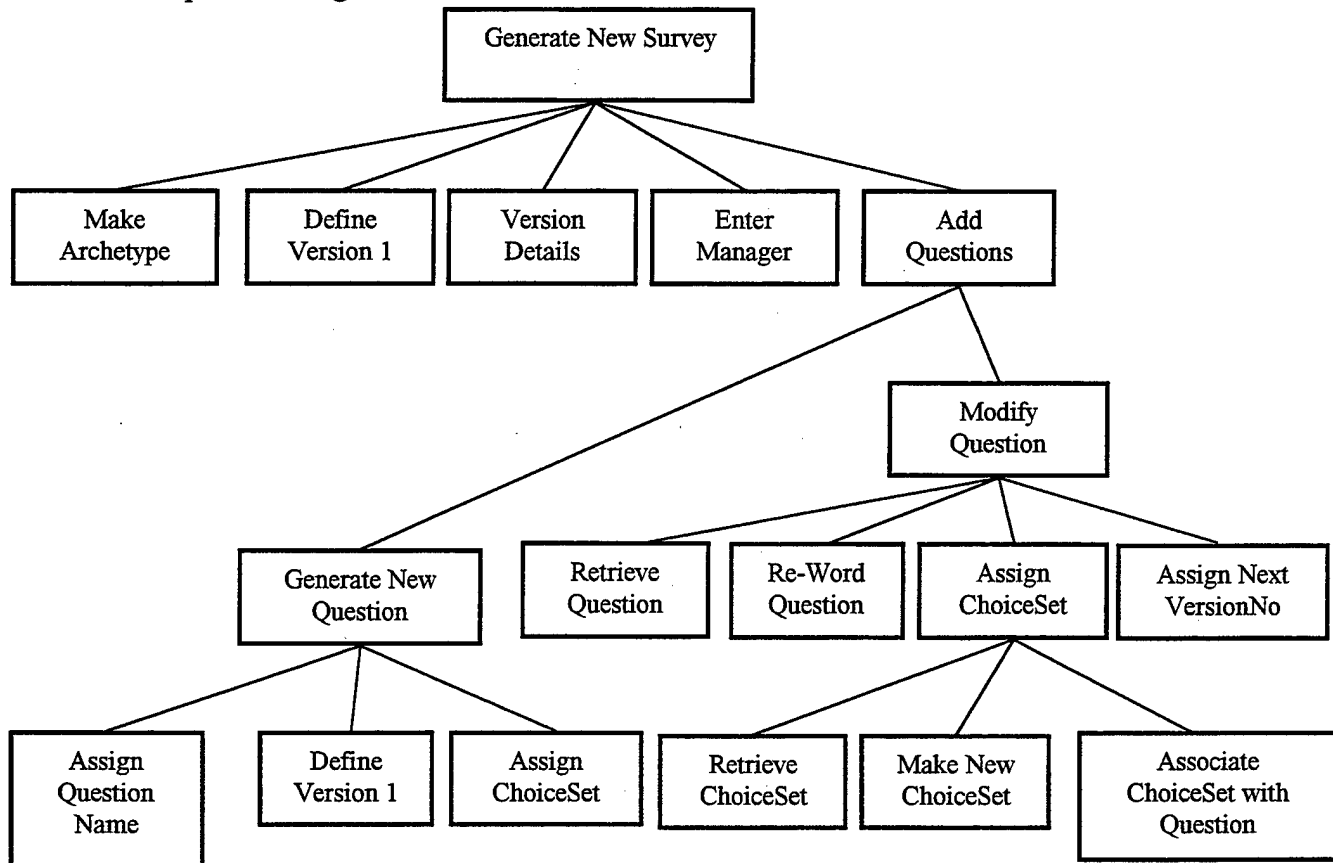 Generate New Survey
Make
Archetype
Define
Version 1
Version
Details
Enter
Manager
Add
Questions
Modify
Question
Generate New
Question
Retrieve
Question
Re-Word
Question
Assign
ChoiceSet
Assign Next
VersionNo
Assign
Question
Name
Define
Version 1
Assign
ChoiceSet
Retrieve
ChoiceSet
Make New
ChoiceSet
Associate
ChoiceSet with
Question